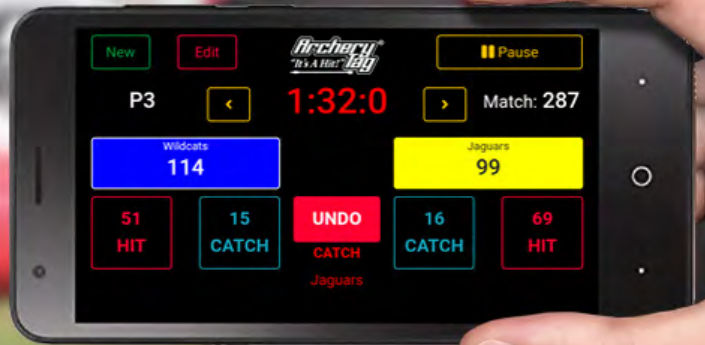 New
Edit
Archery Tag
"It's A Hit!"
Pause
P3
<
1:32:0
>
Match: 287
Wildcats
114
Jaguars
99
51
HIT
15
CATCH
UNDO
CATCH
Jaguars
16
CATCH
69
HIT